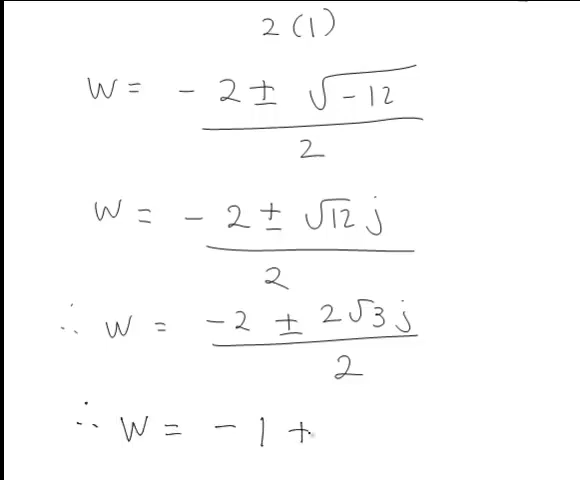 2(1)
W = -2 ± √-12
2
W = -2 ± √12 j
2
∴ W = -2 ± 2√3 j
2
∴ W = -1 +